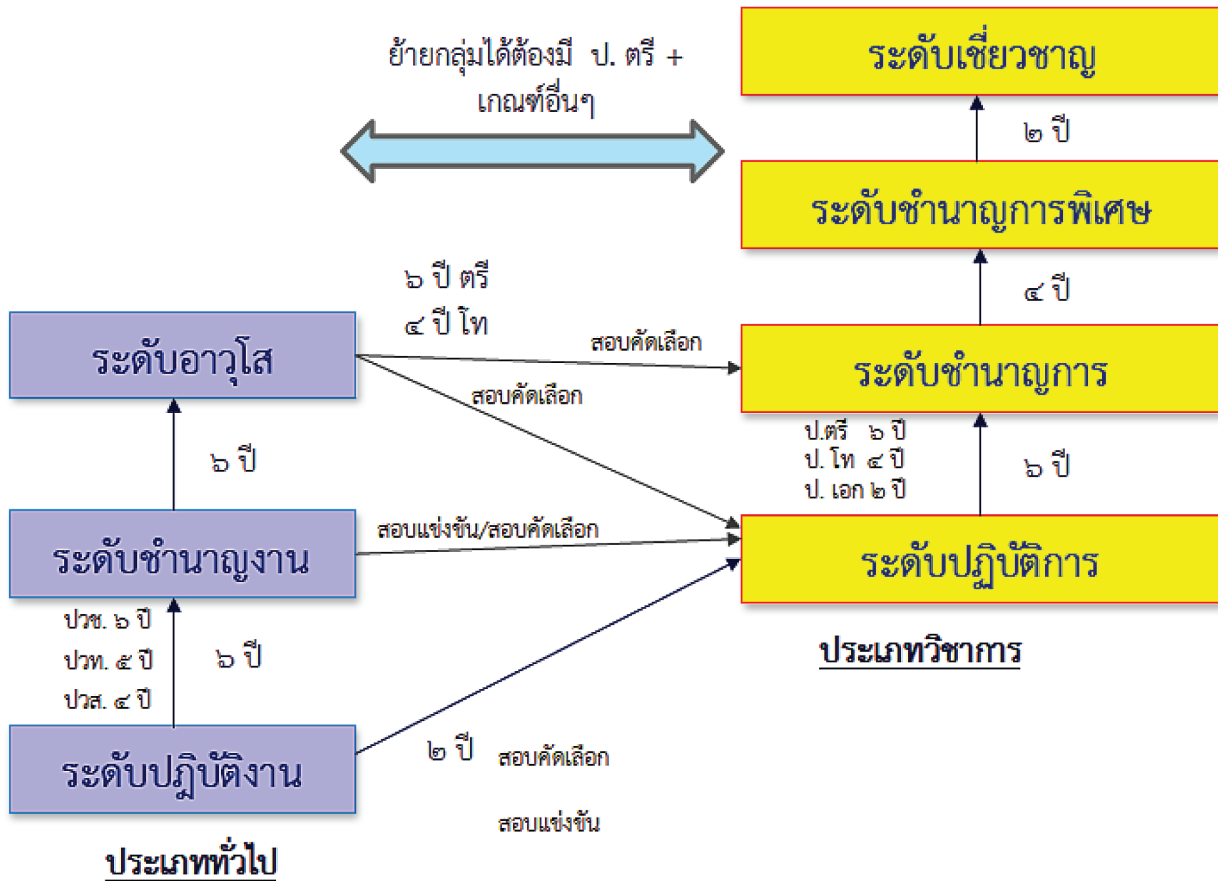 ย้ายกลุ่มได้ต้องมี ป. ตรี +
เกณฑ์อื่นๆ
ระดับเชี่ยวชาญ
๒ ปี
ระดับชำนาญการพิเศษ
๔ ปี
๖ ปี ตรี
๔ ปี โท
ระดับอาวุโส
สอบคัดเลือก
ระดับชำนาญการ
สอบคัดเลือก
๖ ปี
ป.ตรี ๖ ปี
ป. โท ๔ ปี
ป. เอก ๒ ปี
๖ ปี
ระดับชำนาญงาน
สอบแข่งขัน/สอบคัดเลือก
ระดับปฏิบัติการ
ปวช. ๖ ปี
ปวท. ๕ ปี
ปวส. ๔ ปี
๖ ปี
ประเภทวิชาการ
ระดับปฏิบัติงาน
๒ ปี สอบคัดเลือก
สอบแข่งขัน
ประเภททั่วไป